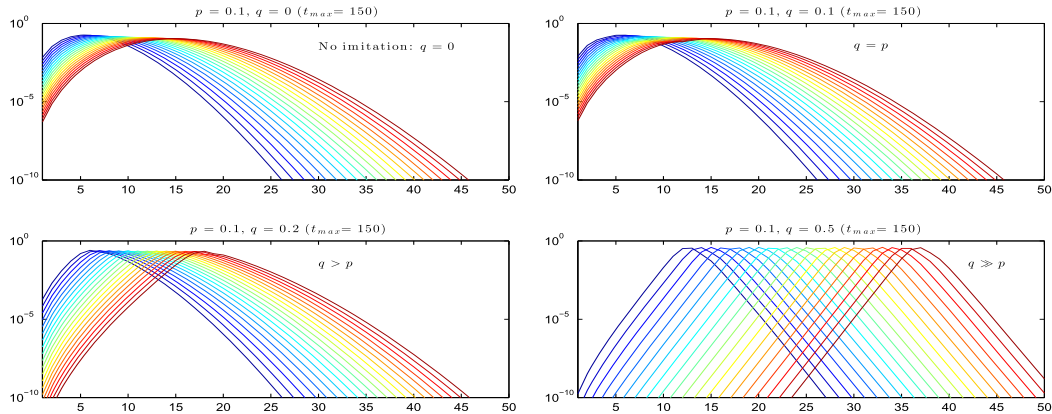 p = 0.1, q = 0 (t_max = 150)
10^0
No imitation: q = 0
10^−5
10^−10
5 10 15 20 25 30 35 40 45 50
p = 0.1, q = 0.1 (t_max = 150)
10^0
q = p
10^−5
10^−10
5 10 15 20 25 30 35 40 45 50
p = 0.1, q = 0.2 (t_max = 150)
10^0
q > p
10^−5
10^−10
5 10 15 20 25 30 35 40 45 50
p = 0.1, q = 0.5 (t_max = 150)
10^0
q ≫ p
10^−5
10^−10
5 10 15 20 25 30 35 40 45 50